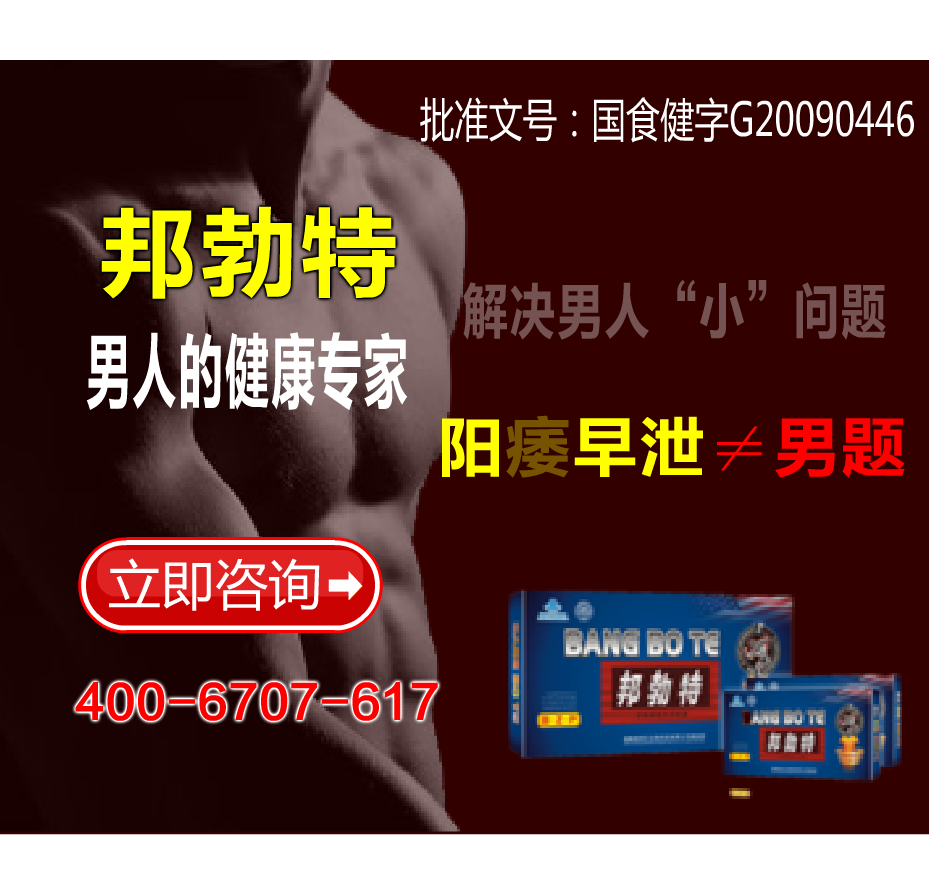 批准文号：国食健字G20090446
邦勃特
解决男人“小”问题
男人的健康专家
阳痿早泄≠男题
立即咨询
400-6707-617
BANG BO TE
邦勃特
BANG BO TE
邦勃特